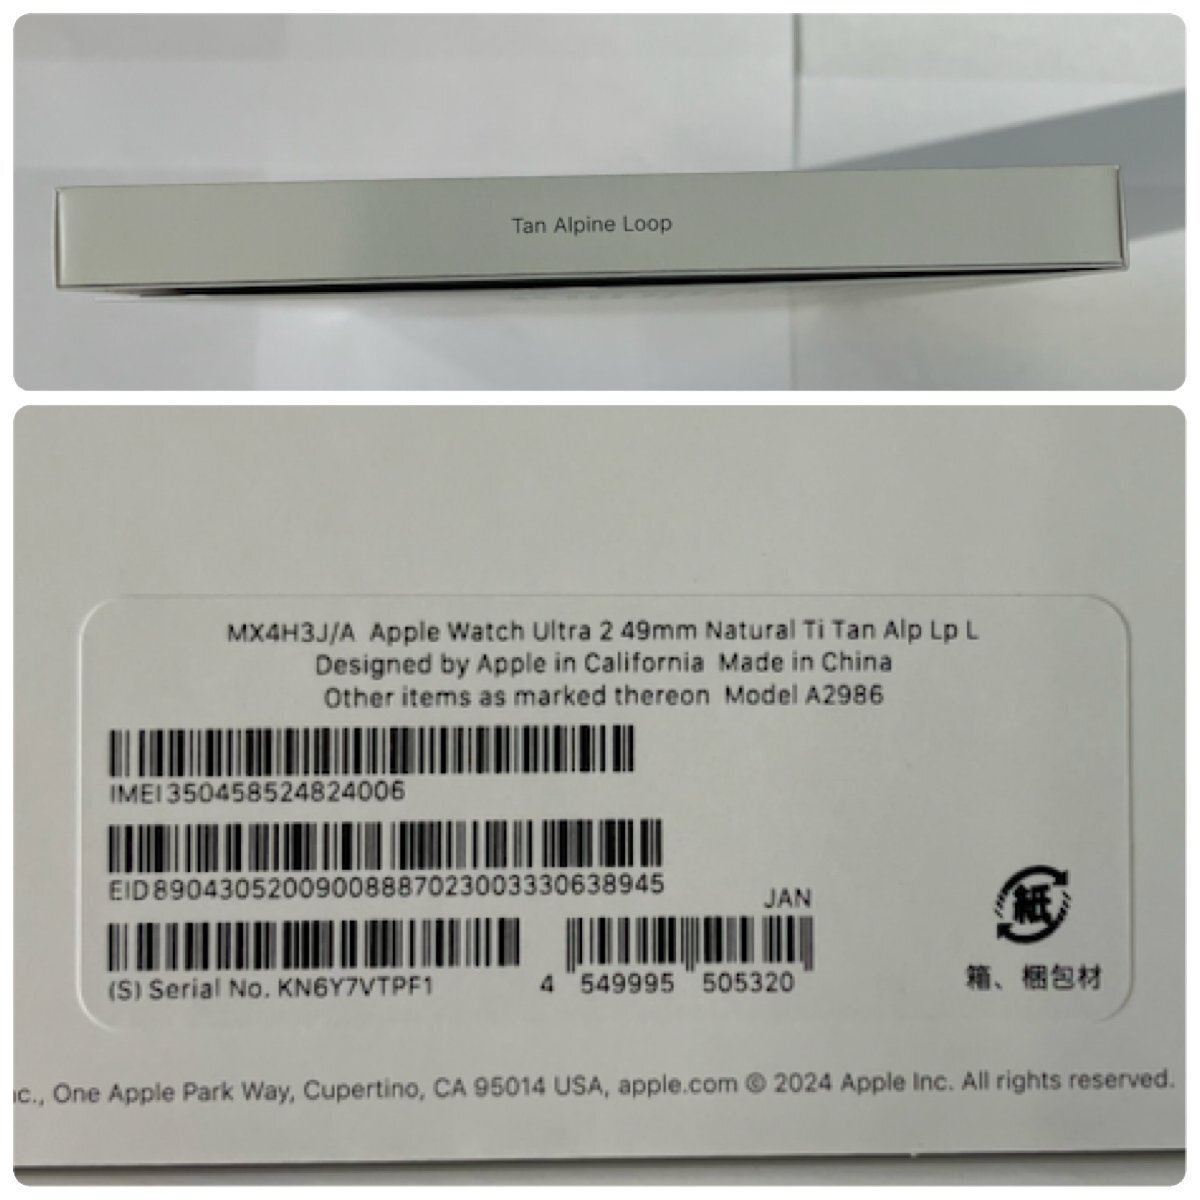 Tan Alpine Loop
MX4H3J/A Apple Watch Ultra 2 49mm Natural Ti Tan Alp Lp L
Designed by Apple in California Made in China
Other items as marked thereon Model A2986
IMEI 350458524824006
EID 89043052009008887023003330638945
JAN
(S) Serial No. KN6Y7VTPF1
4 549995 505320
紙
箱、梱包材
nc., One Apple Park Way, Cupertino, CA 95014 USA, apple.com © 2024 Apple Inc. All rights reserved.